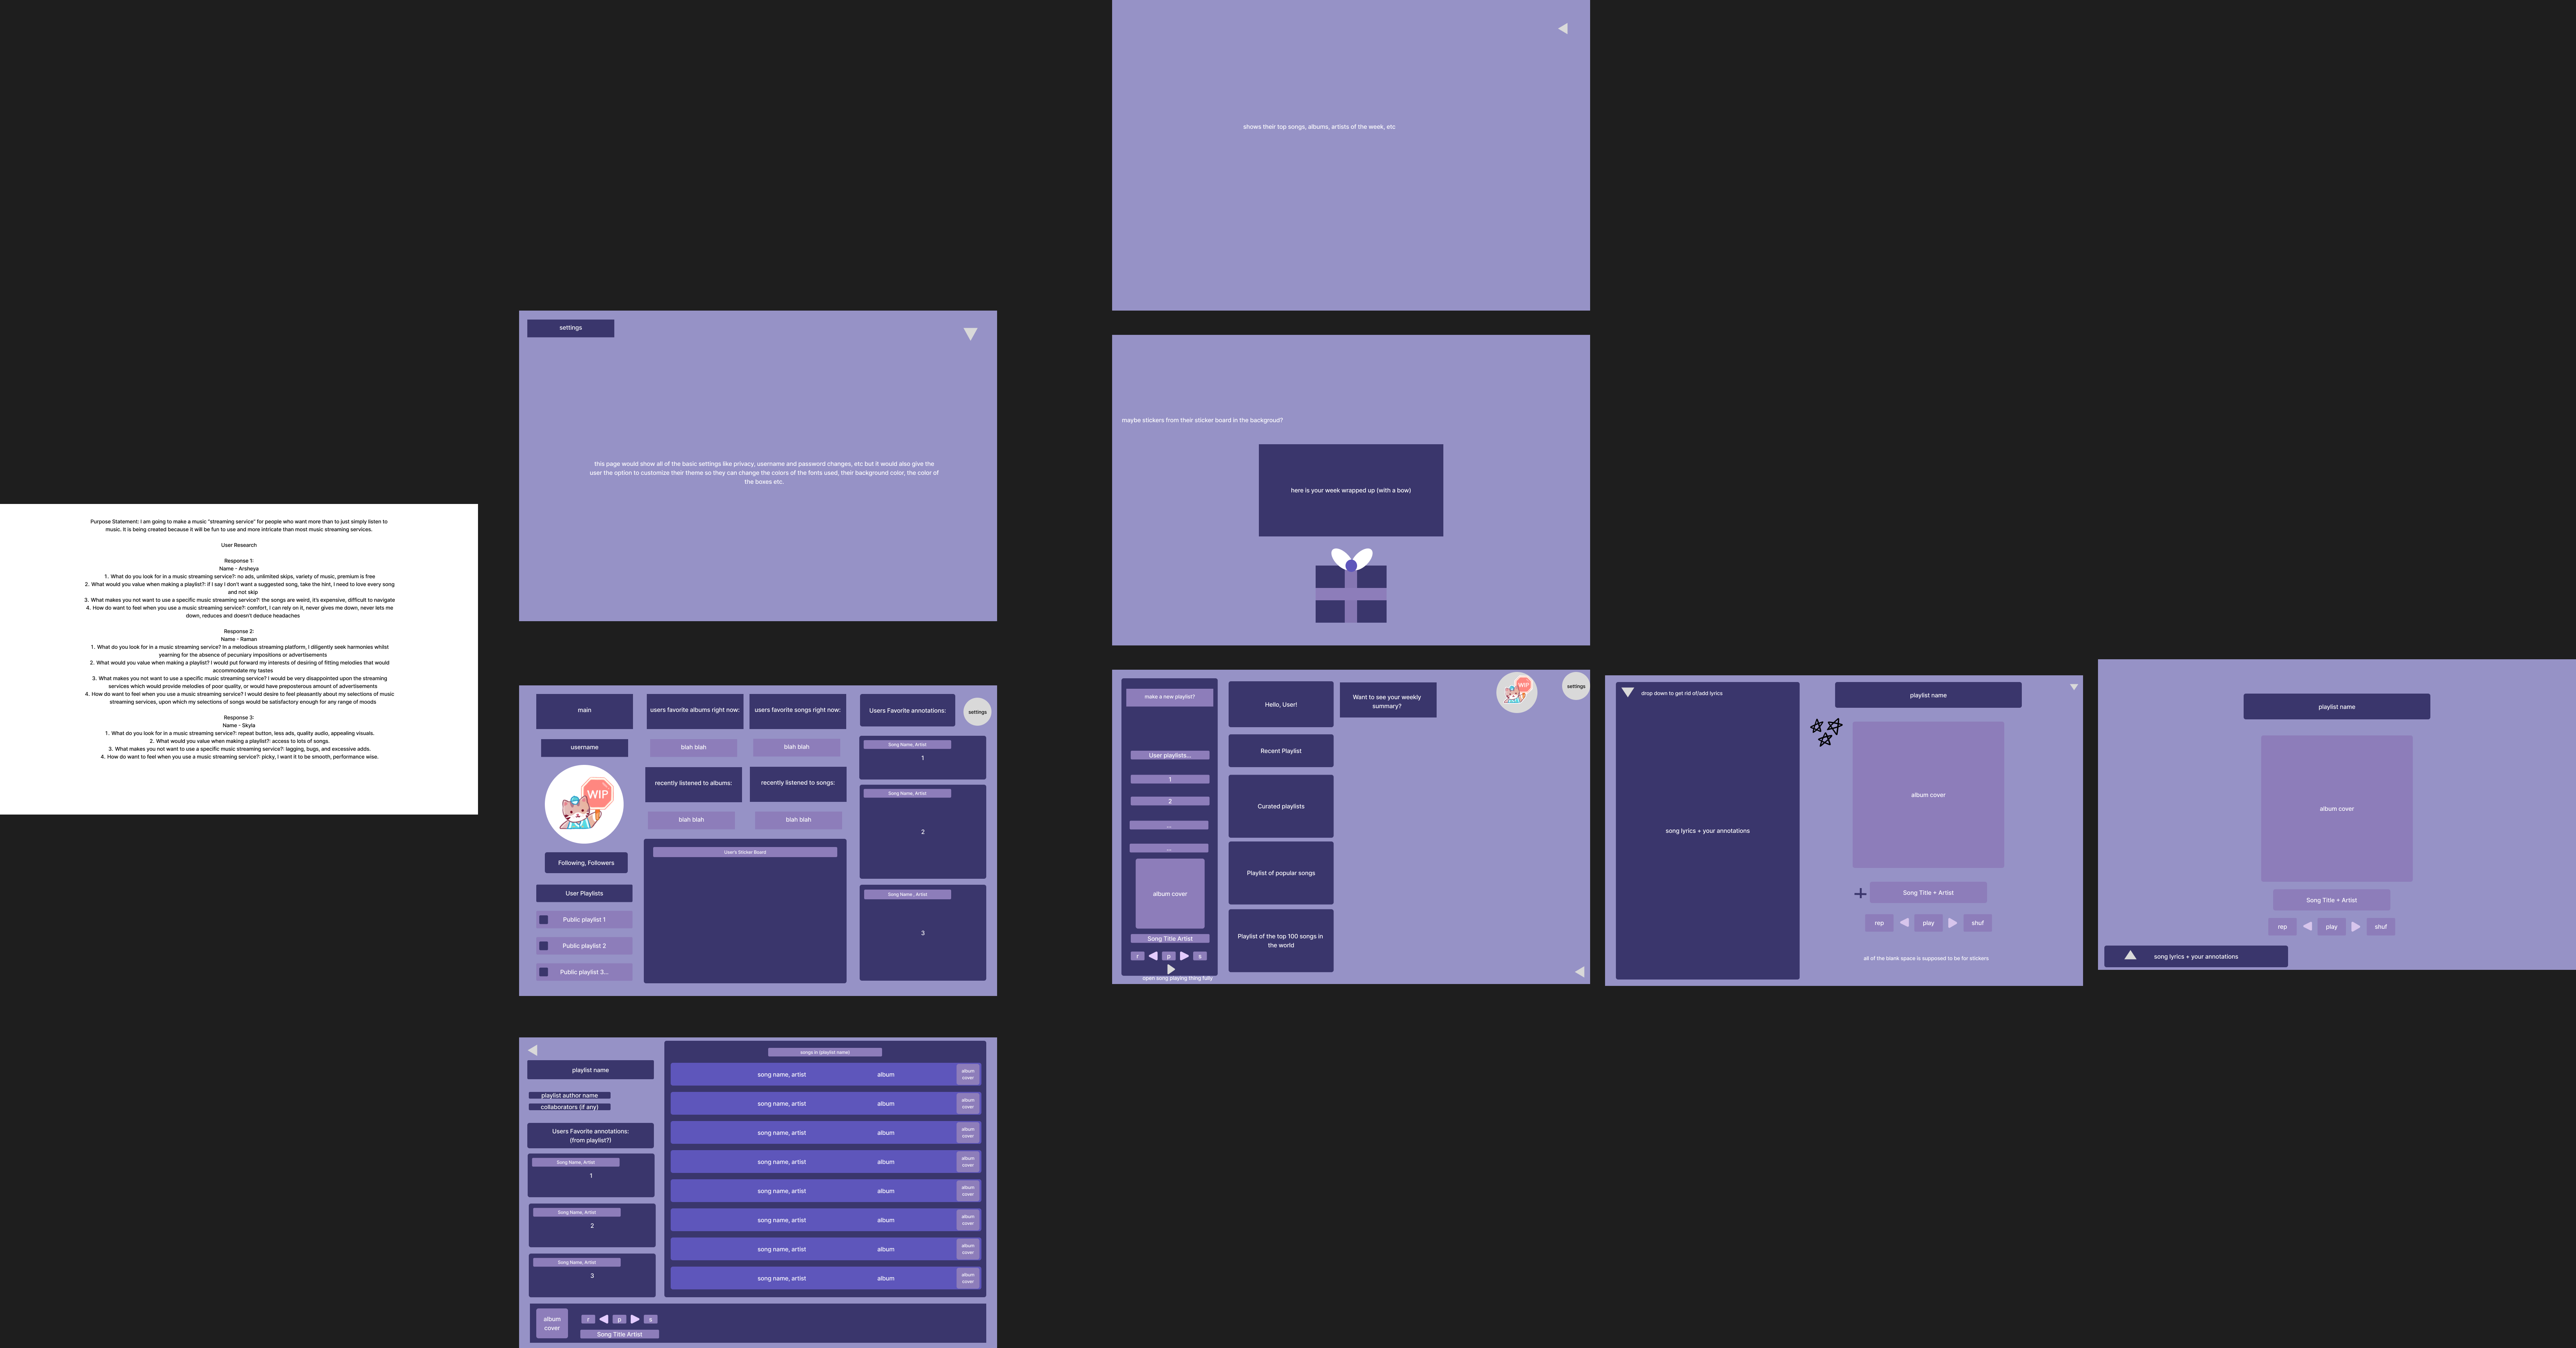 shows their top songs, albums, artists of the week, etc
settings
this page would show all of the basic settings like privacy, username and password changes, etc but it would also give the
user the option to customize their theme so they can change the colors of the fonts used, their background color, the color of
the boxes etc.
maybe stickers from their sticker board in the backgroud?
here is your week wrapped up (with a bow)
Purpose Statement: I am going to make a music "streaming service" for people who want more than to just simply listen to
music. It is being created because it will be fun to use and more intricate than most music streaming services.
User Research
Response 1:
Name - Arsheya
1. What do you look for in a music streaming service?: no ads, unlimited skips, variety of music, premium is free
2. What would you value when making a playlist?: if I say I don't want a suggested song, take the hint, I need to love every song
and not skip
3. What makes you not want to use a specific music streaming service?: the songs are weird, it's expensive, difficult to navigate
4. How do want to feel when you use a music streaming service?: comfort, I can rely on it, never gives me down, never lets me
down, reduces and doesn't deduce headaches
Response 2:
Name - Raman
1. What do you look for in a music streaming service? In a melodious streaming platform, I diligently seek harmonies whilst
yearning for the absence of pecuniary impositions or advertisements
2. What would you value when making a playlist? I would put forward my interests of desiring of fitting melodies that would
accommodate my tastes
3. What makes you not want to use a specific music streaming service? I would be very disappointed upon the streaming
services which would provide melodies of poor quality, or would have preposterous amount of advertisements
4. How do want to feel when you use a music streaming service? I would desire to feel pleasantly about my selections of music
streaming services, upon which my selections of songs would be satisfactory enough for any range of moods
Response 3:
Name - Skyla
1. What do you look for in a music streaming service?: repeat button, less ads, quality audio, appealing visuals.
2. What would you value when making a playlist?: access to lots of songs.
3. What makes you not want to use a specific music streaming service?: lagging, bugs, and excessive adds.
4. How do want to feel when you use a music streaming service?: picky, I want it to be smooth, performance wise.
main
users favorite albums right now:
users favorite songs right now:
Users Favorite annotations:
settings
username
blah blah
blah blah
Song Name, Artist
1
WIP
recently listened to albums:
recently listened to songs:
Song Name, Artist
2
blah blah
blah blah
User's Sticker Board
Following, Followers
User Playlists
Public playlist 1
Public playlist 2
Public playlist 3...
Song Name , Artist
3
make a new playlist?
User playlists...
1
2
...
...
album cover
Song Title Artist
r
p
s
open song playing thing fully
Hello, User!
Recent Playlist
Curated playlists
Playlist of popular songs
Playlist of the top 100 songs in
the world
Want to see your weekly
summary?
WIP
settings
drop down to get rid of/add lyrics
song lyrics + your annotations
playlist name
album cover
Song Title + Artist
rep
play
shuf
all of the blank space is supposed to be for stickers
playlist name
album cover
Song Title + Artist
rep
play
shuf
song lyrics + your annotations
playlist name
playlist author name
collaborators (if any)
Users Favorite annotations:
(from playlist?)
Song Name, Artist
1
Song Name, Artist
2
Song Name, Artist
3
songs in (playlist name)
song name, artist album album
cover
song name, artist album album
cover
song name, artist album album
cover
song name, artist album album
cover
song name, artist album album
cover
song name, artist album album
cover
song name, artist album album
cover
song name, artist album album
cover
album
cover
r
p
s
Song Title Artist